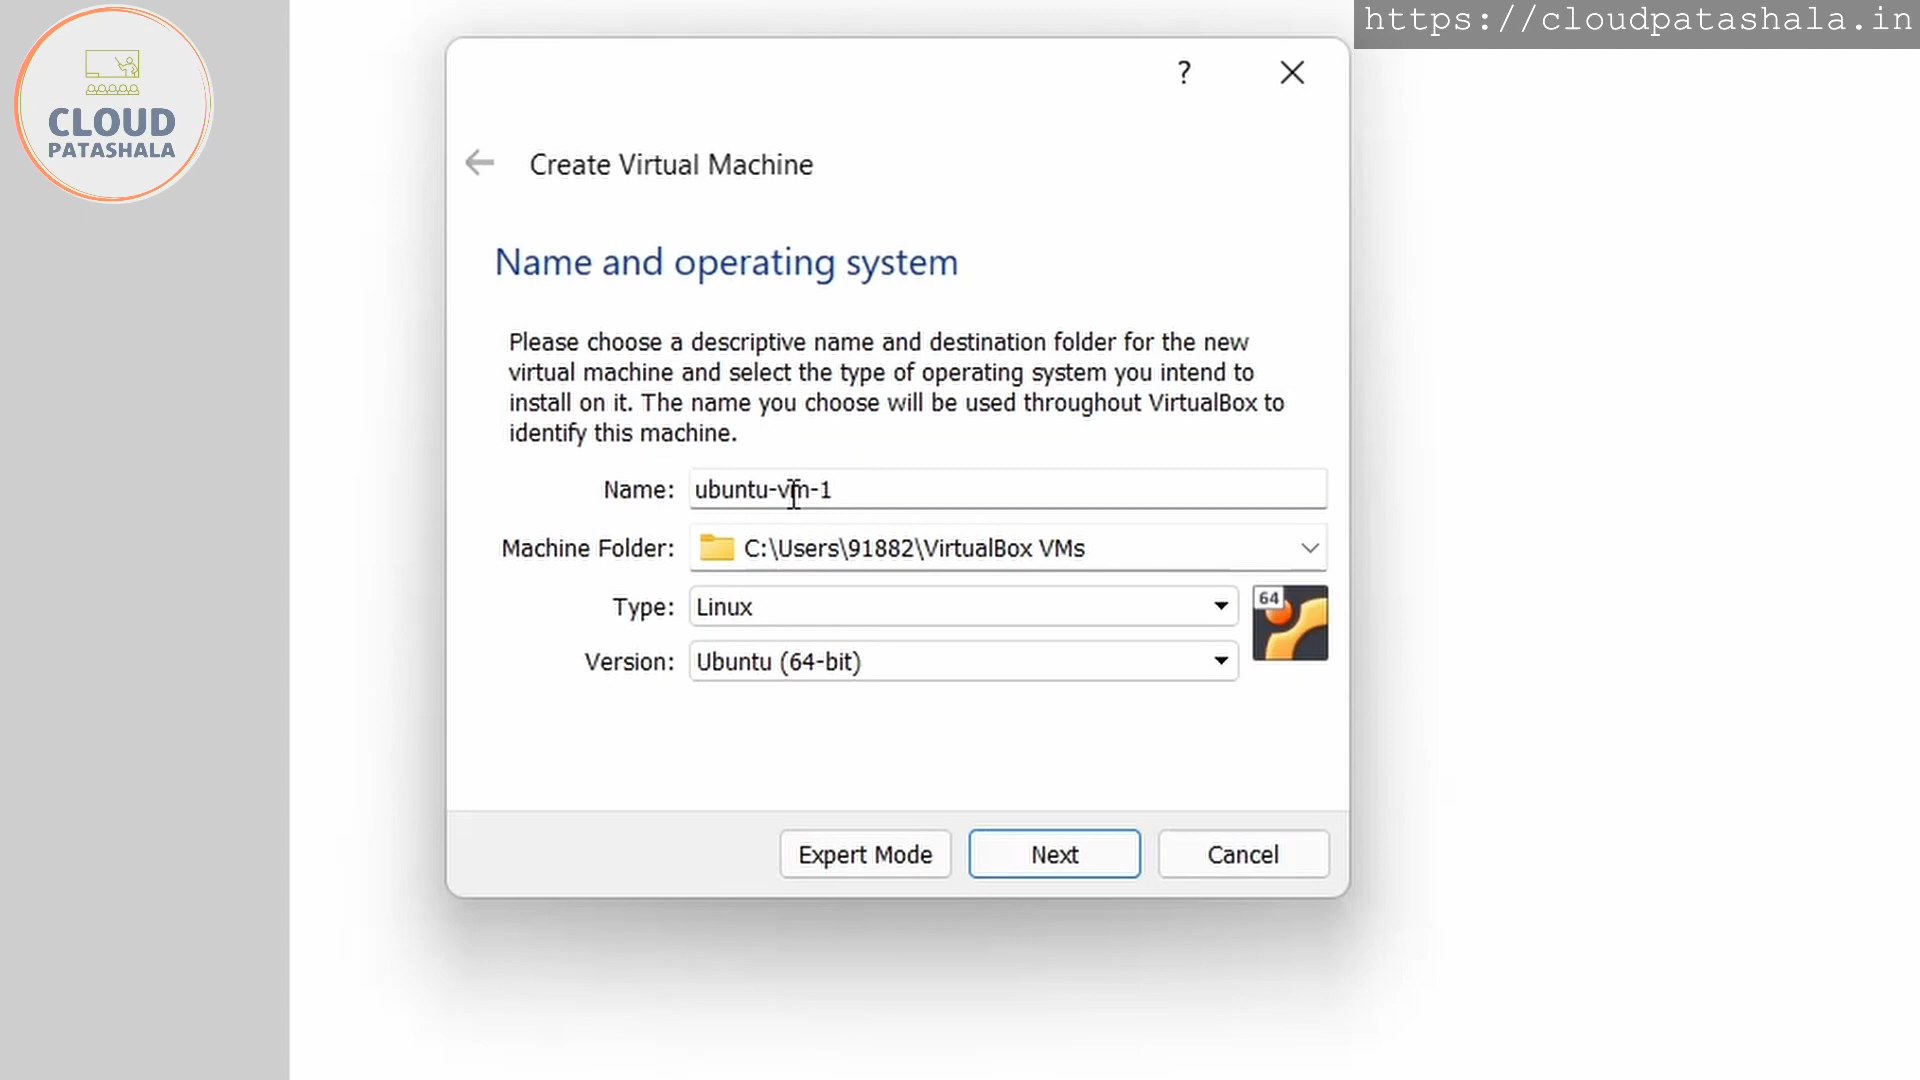 https://cloudpatashala.in
CLOUD
PATASHALA
?
Create Virtual Machine
Name and operating system
Please choose a descriptive name and destination folder for the new
virtual machine and select the type of operating system you intend to
install on it. The name you choose will be used throughout VirtualBox to
identify this machine.
Name: ubuntu-vm-1
Machine Folder: C:\Users\91882\VirtualBox VMs
Type: Linux
64
Version: Ubuntu (64-bit)
Expert Mode Next Cancel